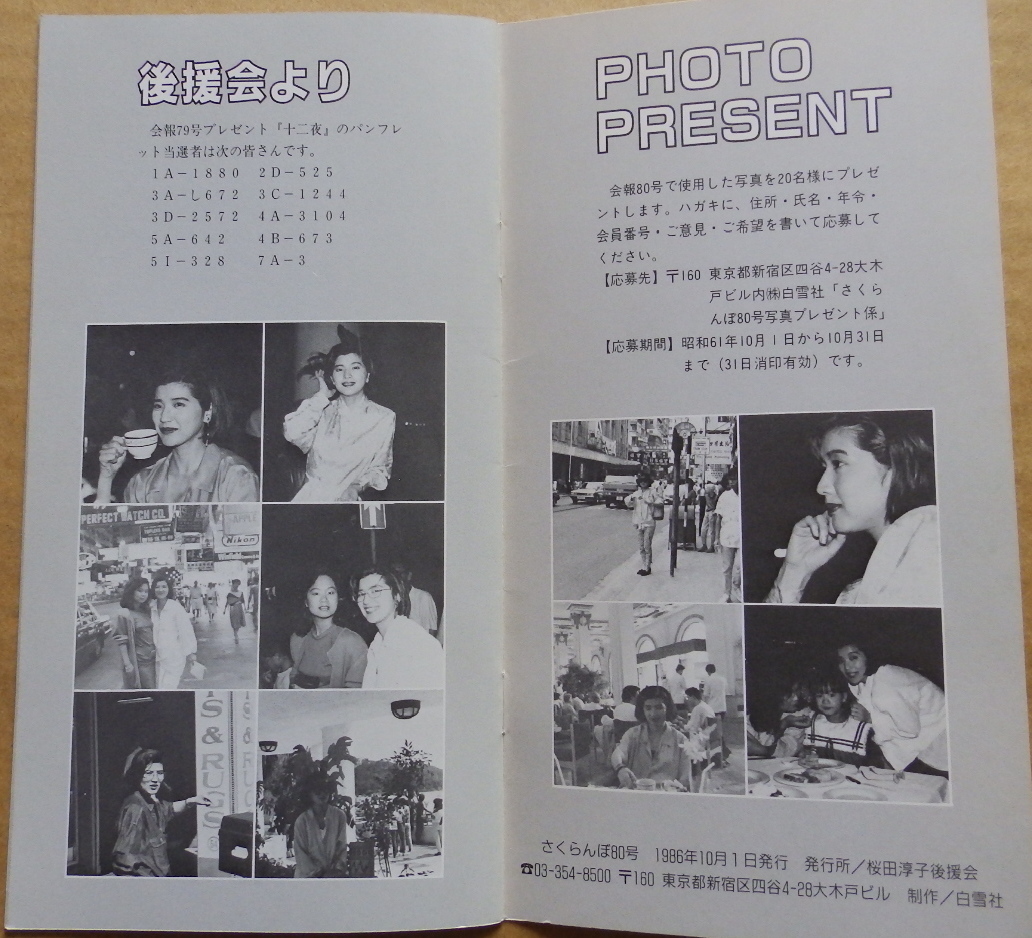 後援会より
会報79号プレゼント『十二夜』のパンフレ
ット当選者は次の皆さんです。
1A－1880 2D－525
3A－し672 3C－1244
3D－2572 4A－3104
5A－642 4B－673
5I－328 7A－3
PERFECT WATCH CO.
APPLE
Nikon
S & RUGS
PHOTO
PRESENT
会報80号で使用した写真を20名様にプレゼ
ントします。ハガキに、住所・氏名・年令・
会員番号・ご意見・ご希望を書いて応募して
ください。
【応募先】〒160 東京都新宿区四谷4-28大木
戸ビル内㈱白雪社「さくら
んぼ80号写真プレゼント係」
【応募期間】昭和61年10月1日から10月31日
まで（31日消印有効）です。
さくらんぼ80号 1986年10月1日発行 発行所／桜田淳子後援会
☎03-354-8500 〒160 東京都新宿区四谷4-28大木戸ビル 制作／白雪社